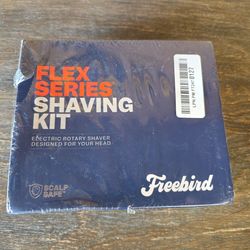 FLEX
SERIES
SHAVING
KIT
ELECTRIC ROTARY SHAVER
DESIGNED FOR YOUR HEAD
SCALP
SAFE
Freebird